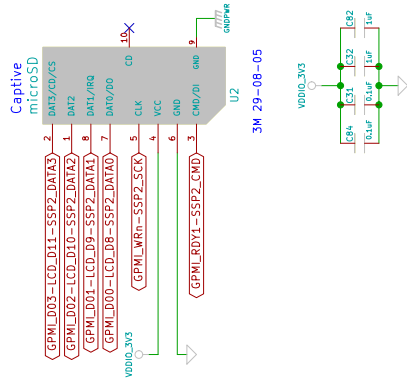 Captive
microSD
DAT3/CD/CS
DAT2
DAT1/IRQ
DAT0/DO
CLK
VCC
GND
CMD/DI
CD
GND
10
9
GNDPWR
U2
3M 29-08-05
2
1
8
7
5
4
6
3
GPMI_D03-LCD_D11-SSP2_DATA3
GPMI_D02-LCD_D10-SSP2_DATA2
GPMI_D01-LCD_D9-SSP2_DATA1
GPMI_D00-LCD_D8-SSP2_DATA0
GPMI_WRn-SSP2_SCK
GPMI_RDY1-SSP2_CMD
VDDIO_3V3
VDDIO_3V3
C82
1uF
C32
1uF
C31
0.1uF
C84
0.1uF